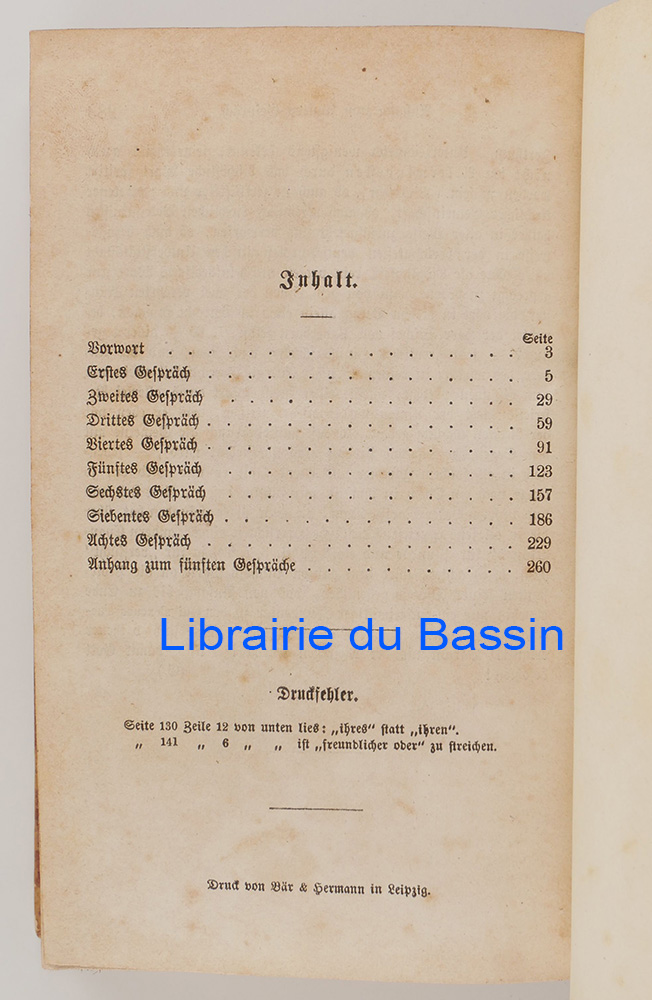 Inhalt.
Seite
Vorwort . . . . . . . . . . . . . . . . 3
Erstes Gespräch . . . . . . . . . . . . . . 5
Zweites Gespräch . . . . . . . . . . . . . 29
Drittes Gespräch . . . . . . . . . . . . . . 59
Viertes Gespräch . . . . . . . . . . . . . . 91
Fünftes Gespräch . . . . . . . . . . . . . 123
Sechstes Gespräch . . . . . . . . . . . . . 157
Siebentes Gespräch . . . . . . . . . . . . . 186
Achtes Gespräch . . . . . . . . . . . . . . 229
Anhang zum fünften Gespräche . . . . . . . . . 260
Librairie du Bassin
Druckfehler.
Seite 130 Zeile 12 von unten lies: „ihres“ statt „ihren“.
„ 141 „ 6 „ „ ist „freundlicher oder“ zu streichen.
Druck von Bär & Hermann in Leipzig.